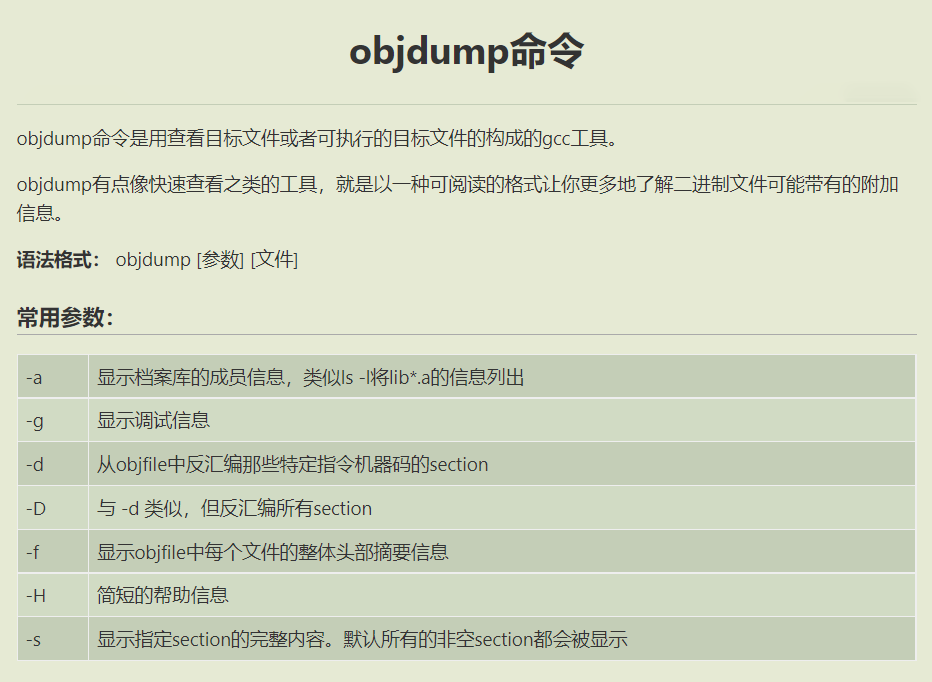 objdump命令
objdump命令是用查看目标文件或者可执行的目标文件的构成的gcc工具。
objdump有点像快速查看之类的工具，就是以一种可阅读的格式让你更多地了解二进制文件可能带有的附加
信息。
语法格式： objdump [参数] [文件]
常用参数：
-a 显示档案库的成员信息，类似ls -l将lib*.a的信息列出
-g 显示调试信息
-d 从objfile中反汇编那些特定指令机器码的section
-D 与 -d 类似，但反汇编所有section
-f 显示objfile中每个文件的整体头部摘要信息
-H 简短的帮助信息
-s 显示指定section的完整内容。默认所有的非空section都会被显示